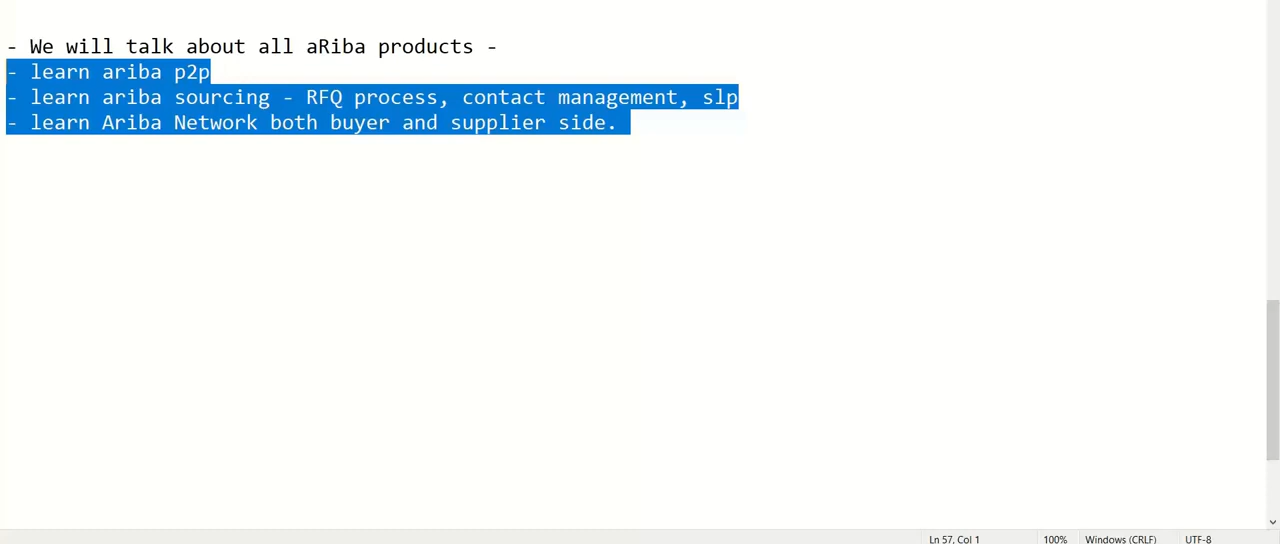 - We will talk about all aRiba products -
- learn ariba p2p
- learn ariba sourcing - RFQ process, contact management, slp
- learn Ariba Network both buyer and supplier side.
Ln 57, Col 1 100% Windows (CRLF) UTF-8